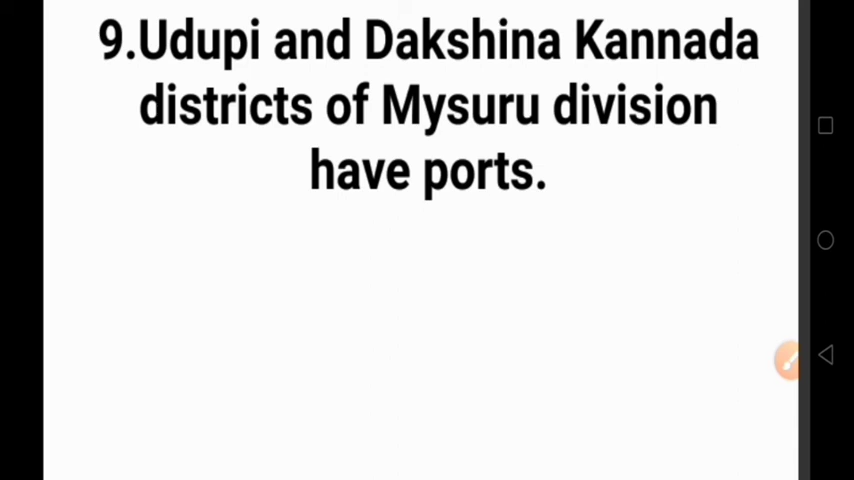 9.Udupi and Dakshina Kannada
districts of Mysuru division
have ports.